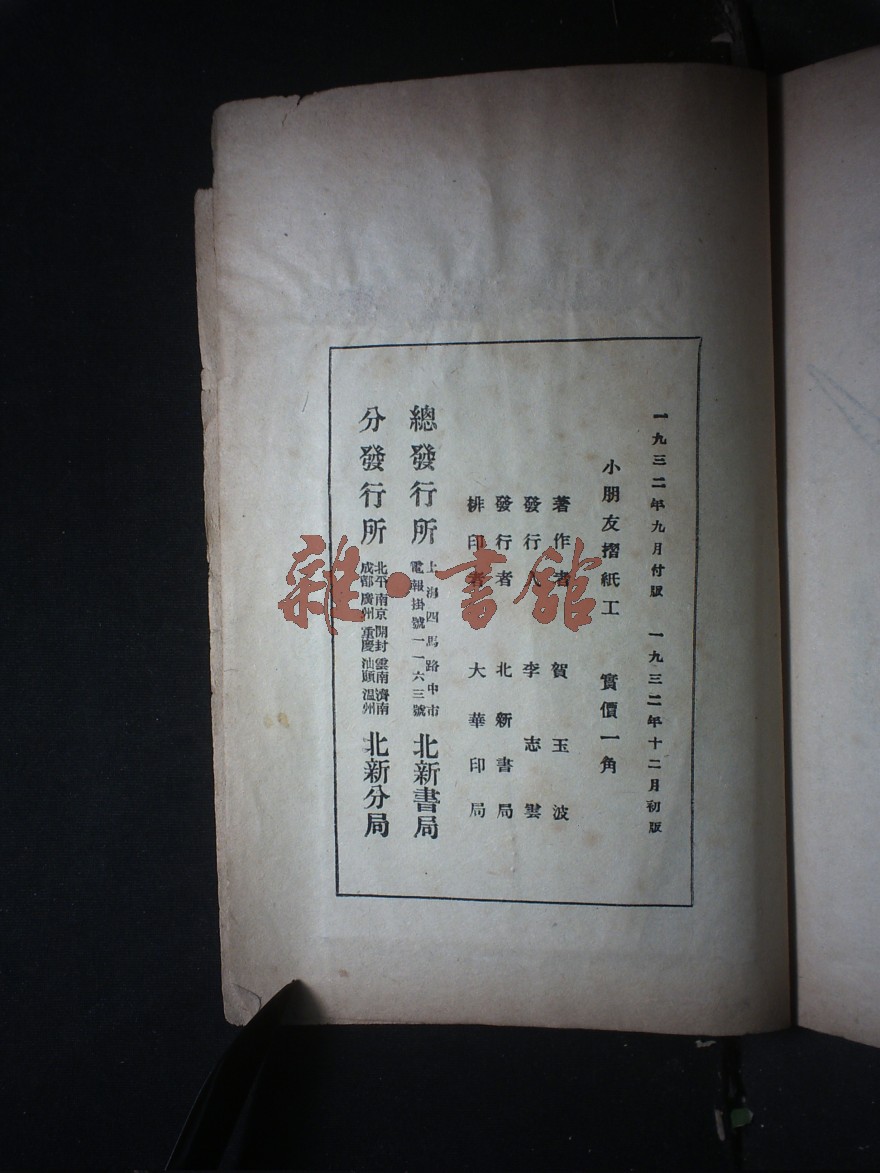 一九三二年九月付版　一九三二年十二月初版
小朋友摺紙工　實價一角
著作者　賀玉波
發行人　李志雲
發行者　北新書局
排印者　大華印局
總發行所　上海四馬路中市
電報掛號一一六三號　北新書局
分發行所　北平南京開封雲南濟南
成都廣州重慶汕頭溫州　北新分局
雜·書館